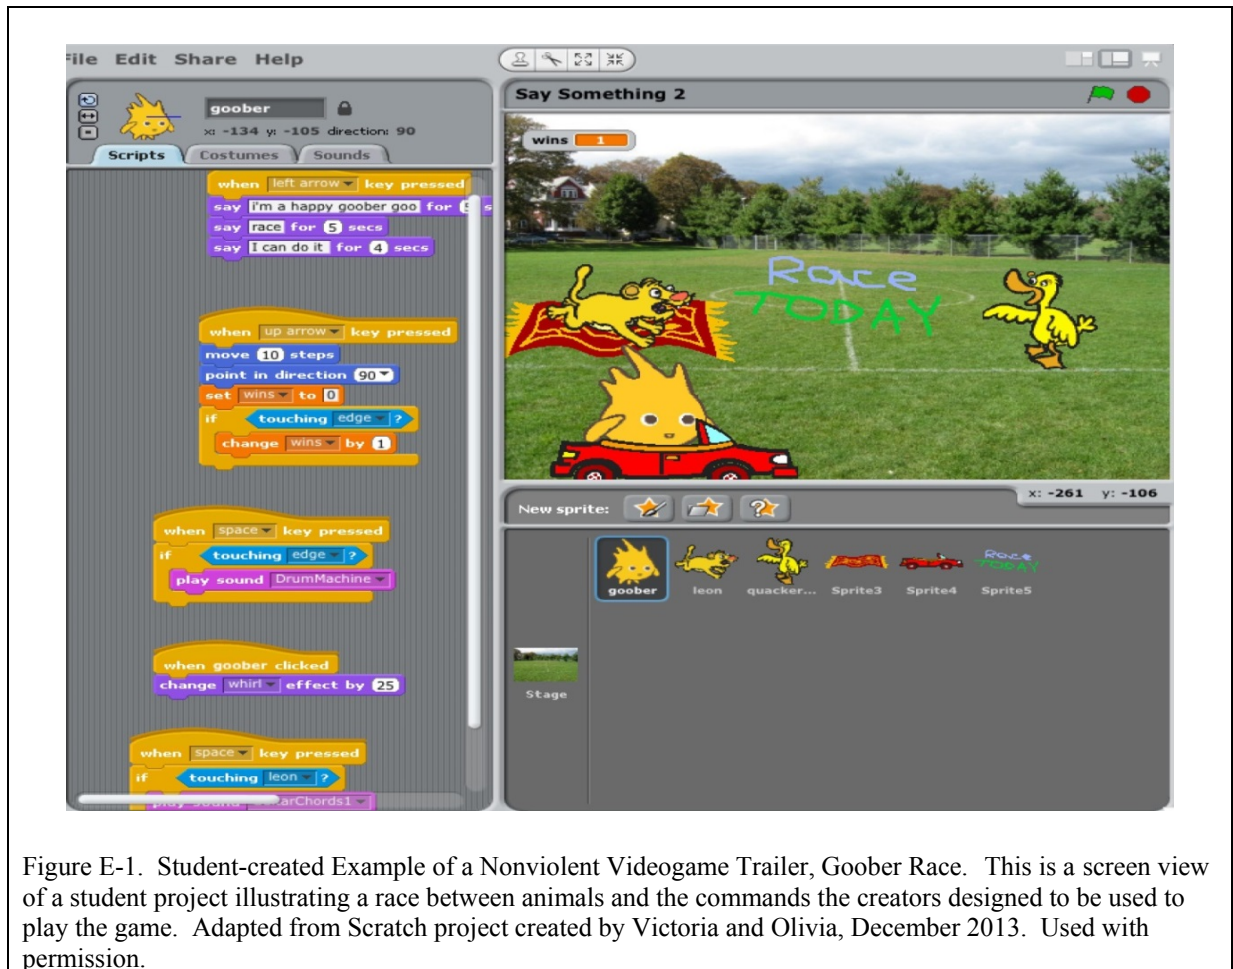 File Edit Share Help
goober
x: -134 y: -105 direction: 90
Scripts Costumes Sounds
when left arrow key pressed
say i'm a happy goober goo for
say race for 5 secs
say I can do it for 4 secs
when up arrow key pressed
move 10 steps
point in direction 90
set wins to 0
if touching edge ?
change wins by 1
when space key pressed
if touching edge ?
play sound DrumMachine
when goober clicked
change whirl effect by 25
when space key pressed
if touching leon ?
play sound GuitarChords1
Say Something 2
wins 1
Race
TODAY
x: -261 y: -106
New sprite:
goober leon quacker... Sprite3 Sprite4 Sprite5
Race
TODAY
Stage
Figure E-1. Student-created Example of a Nonviolent Videogame Trailer, Goober Race. This is a screen view
of a student project illustrating a race between animals and the commands the creators designed to be used to
play the game. Adapted from Scratch project created by Victoria and Olivia, December 2013. Used with
permission.